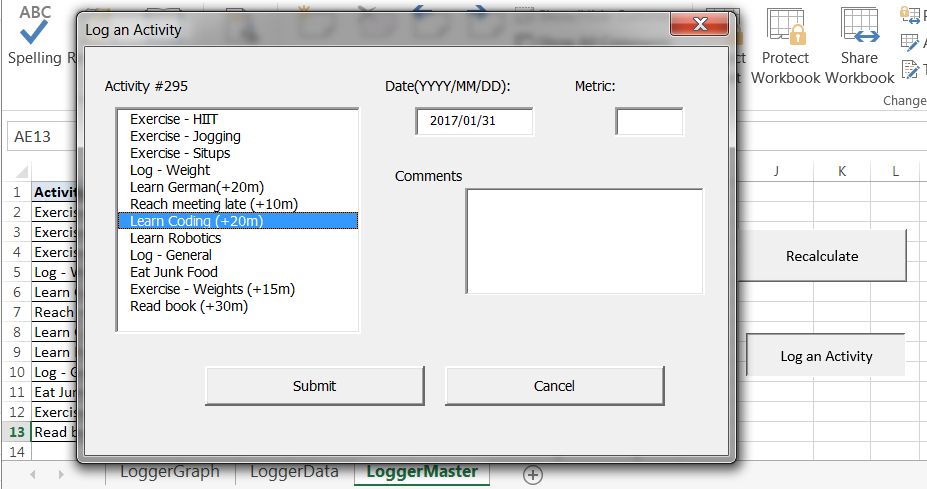 ABC
Spelling
Log an Activity
Protect Workbook
Share Workbook
Change
AE13
Activity #295
Date(YYYY/MM/DD):
Metric:
2017/01/31
Exercise - HIIT
Exercise - Jogging
Exercise - Situps
Log - Weight
Learn German(+20m)
Reach meeting late (+10m)
Learn Coding (+20m)
Learn Robotics
Log - General
Eat Junk Food
Exercise - Weights (+15m)
Read book (+30m)
Comments
Submit
Cancel
J K L
1 Activit
2 Exercis
3 Exercis
4 Exercis
5 Log - W
6 Learn
7 Reach
8 Learn
9 Learn
10 Log - G
11 Eat Jun
12 Exercis
13 Read b
14
Recalculate
Log an Activity
LoggerGraph LoggerData LoggerMaster